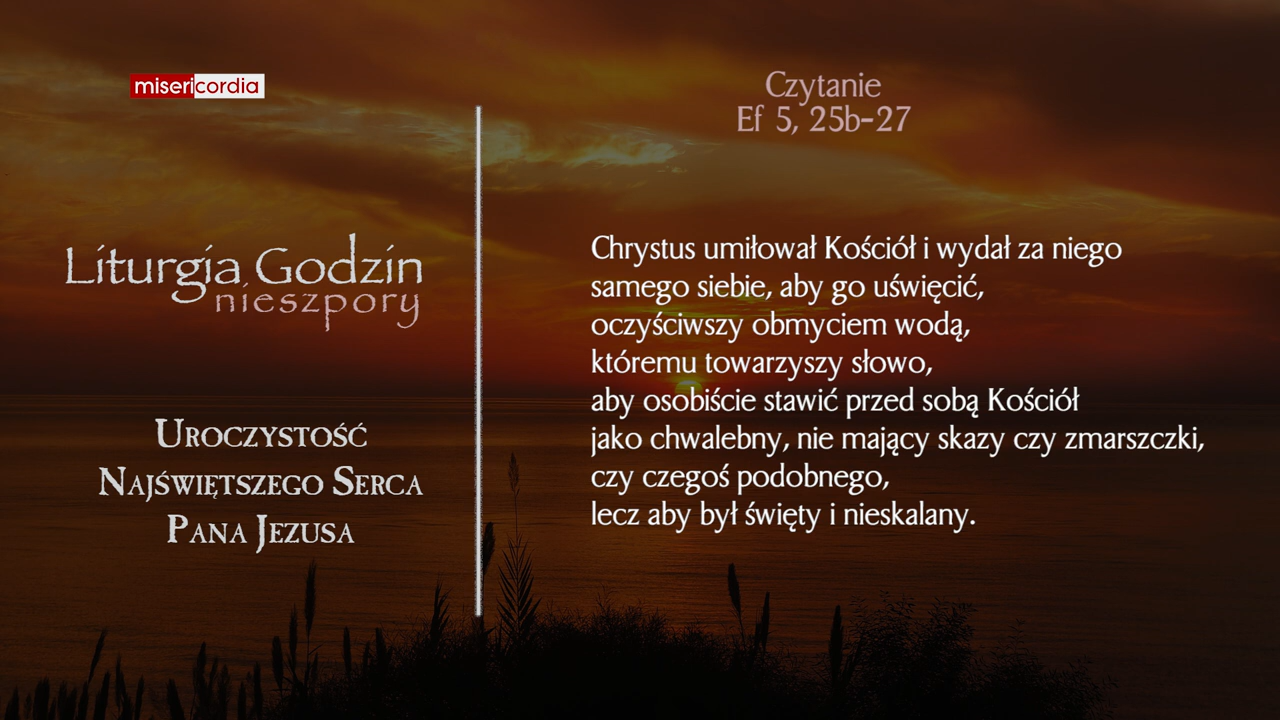 misericordia
Liturgia Godzin
nieszpory
Uroczystość
Najświętszego Serca
Pana Jezusa
Czytanie
Ef 5, 25b-27
Chrystus umiłował Kościół i wydał za niego
samego siebie, aby go uświęcić,
oczyściwszy obmyciem wodą,
któremu towarzyszy słowo,
aby osobiście stawić przed sobą Kościół
jako chwalebny, nie mający skazy czy zmarszczki,
czy czegoś podobnego,
lecz aby był święty i nieskalany.